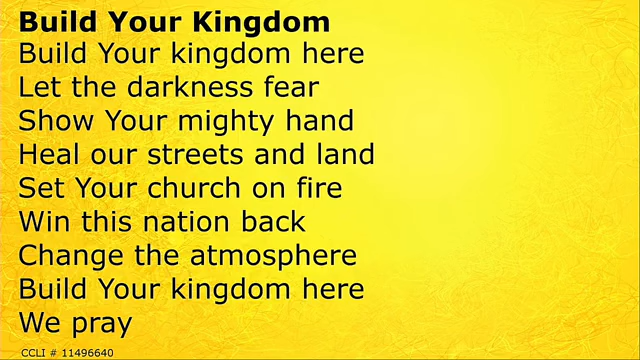 Build Your Kingdom
Build Your kingdom here
Let the darkness fear
Show Your mighty hand
Heal our streets and land
Set Your church on fire
Win this nation back
Change the atmosphere
Build Your kingdom here
We pray
CCLI # 11496640